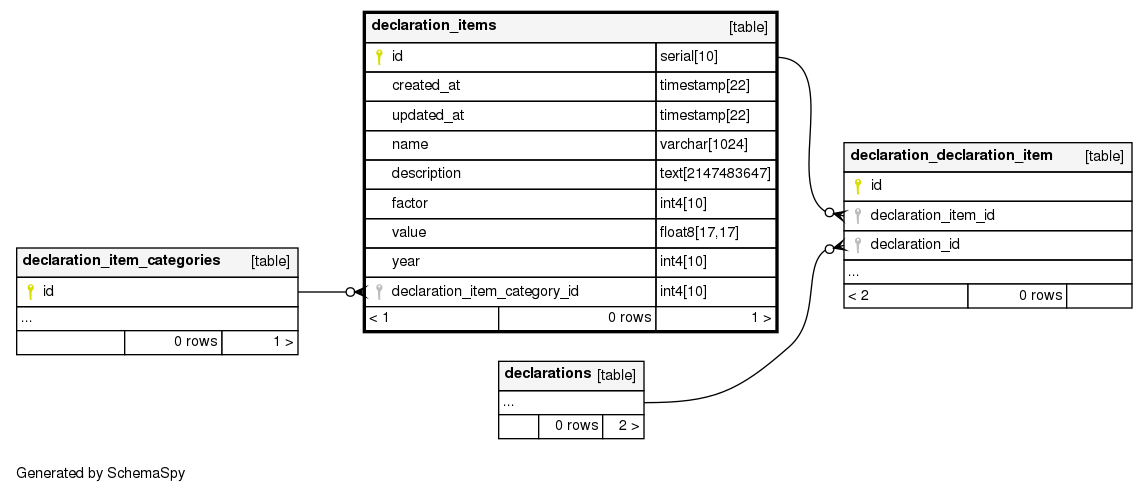 declaration_items [table]
id serial[10]
created_at timestamp[22]
updated_at timestamp[22]
name varchar[1024]
description text[2147483647]
factor int4[10]
value float8[17,17]
year int4[10]
declaration_item_category_id int4[10]
< 1 0 rows 1 >
declaration_declaration_item [table]
id
declaration_item_id
declaration_id
...
< 2 0 rows
declaration_item_categories [table]
id
...
0 rows 1 >
declarations [table]
...
0 rows 2 >
Generated by SchemaSpy